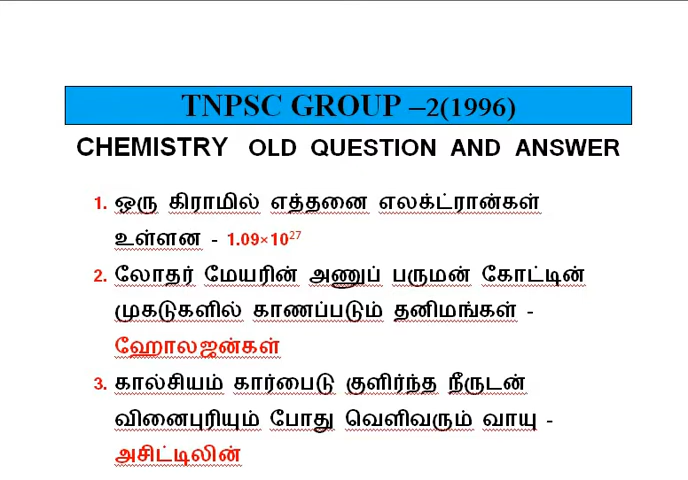 TNPSC GROUP –2(1996)
CHEMISTRY OLD QUESTION AND ANSWER
1. ஒரு கிராமில் எத்தனை எலக்ட்ரான்கள்
உள்ளன - 1.09×10²⁷
2. லோதர் மேயரின் அணுப் பருமன் கோட்டின்
முகடுகளில் காணப்படும் தனிமங்கள் -
ஹோலஜன்கள்
3. கால்சியம் கார்பைடு குளிர்ந்த நீருடன்
வினைபுரியும் போது வெளிவரும் வாயு -
அசிட்டிலின்